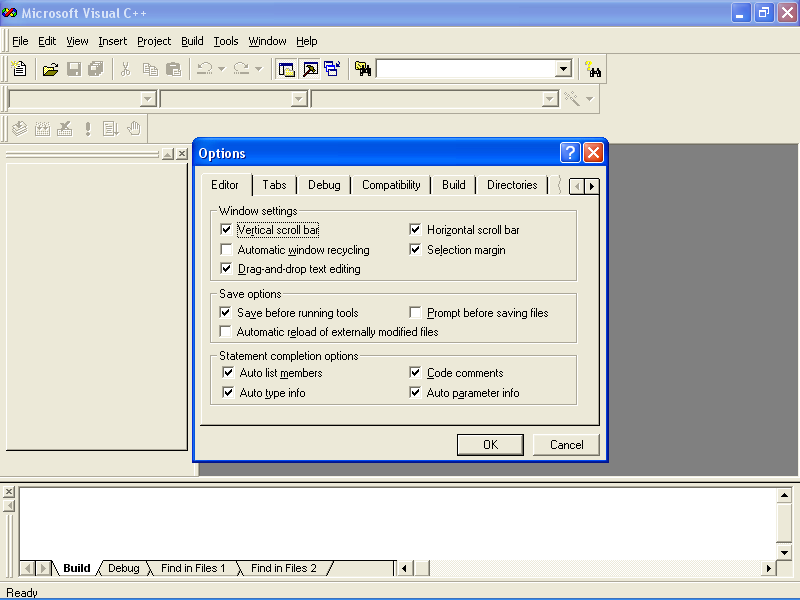 Microsoft Visual C++
File Edit View Insert Project Build Tools Window Help
Options
Editor Tabs Debug Compatibility Build Directories
Window settings
Vertical scroll bar Horizontal scroll bar
Automatic window recycling Selection margin
Drag-and-drop text editing
Save options
Save before running tools Prompt before saving files
Automatic reload of externally modified files
Statement completion options
Auto list members Code comments
Auto type info Auto parameter info
OK Cancel
Build Debug Find in Files 1 Find in Files 2
Ready